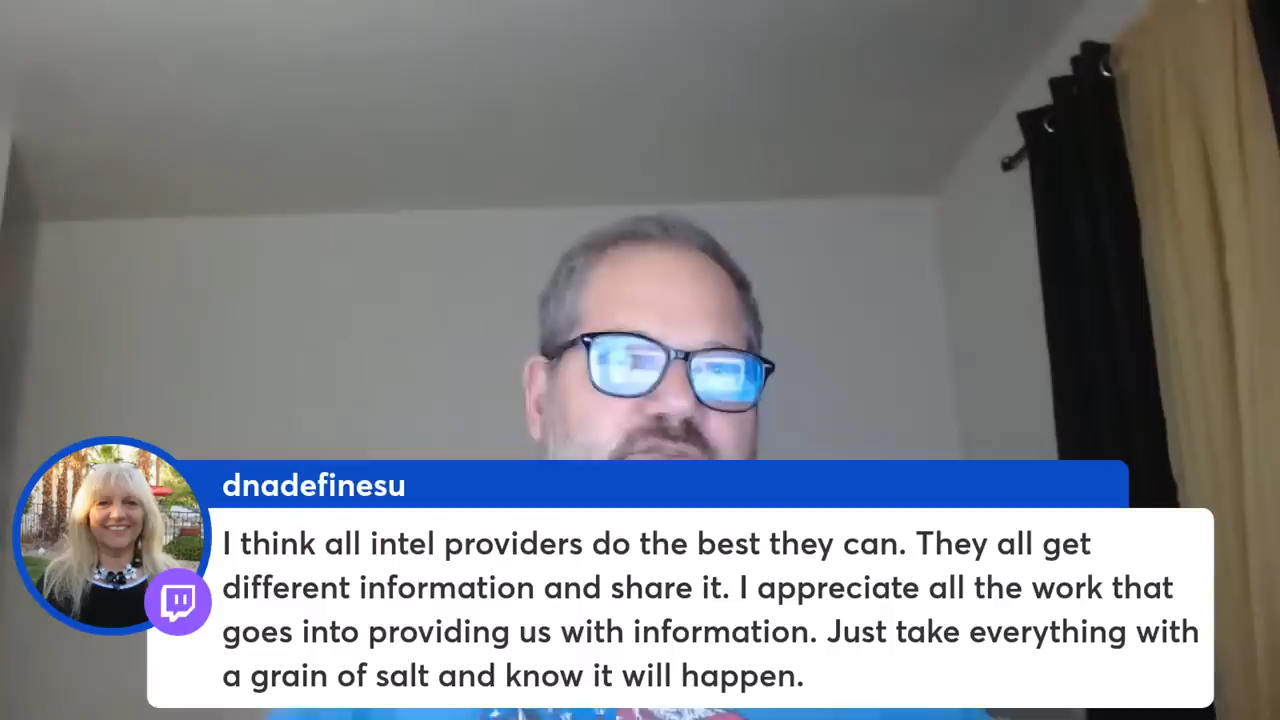 dnadefinesu
I think all intel providers do the best they can. They all get
different information and share it. I appreciate all the work that
goes into providing us with information. Just take everything with
a grain of salt and know it will happen.